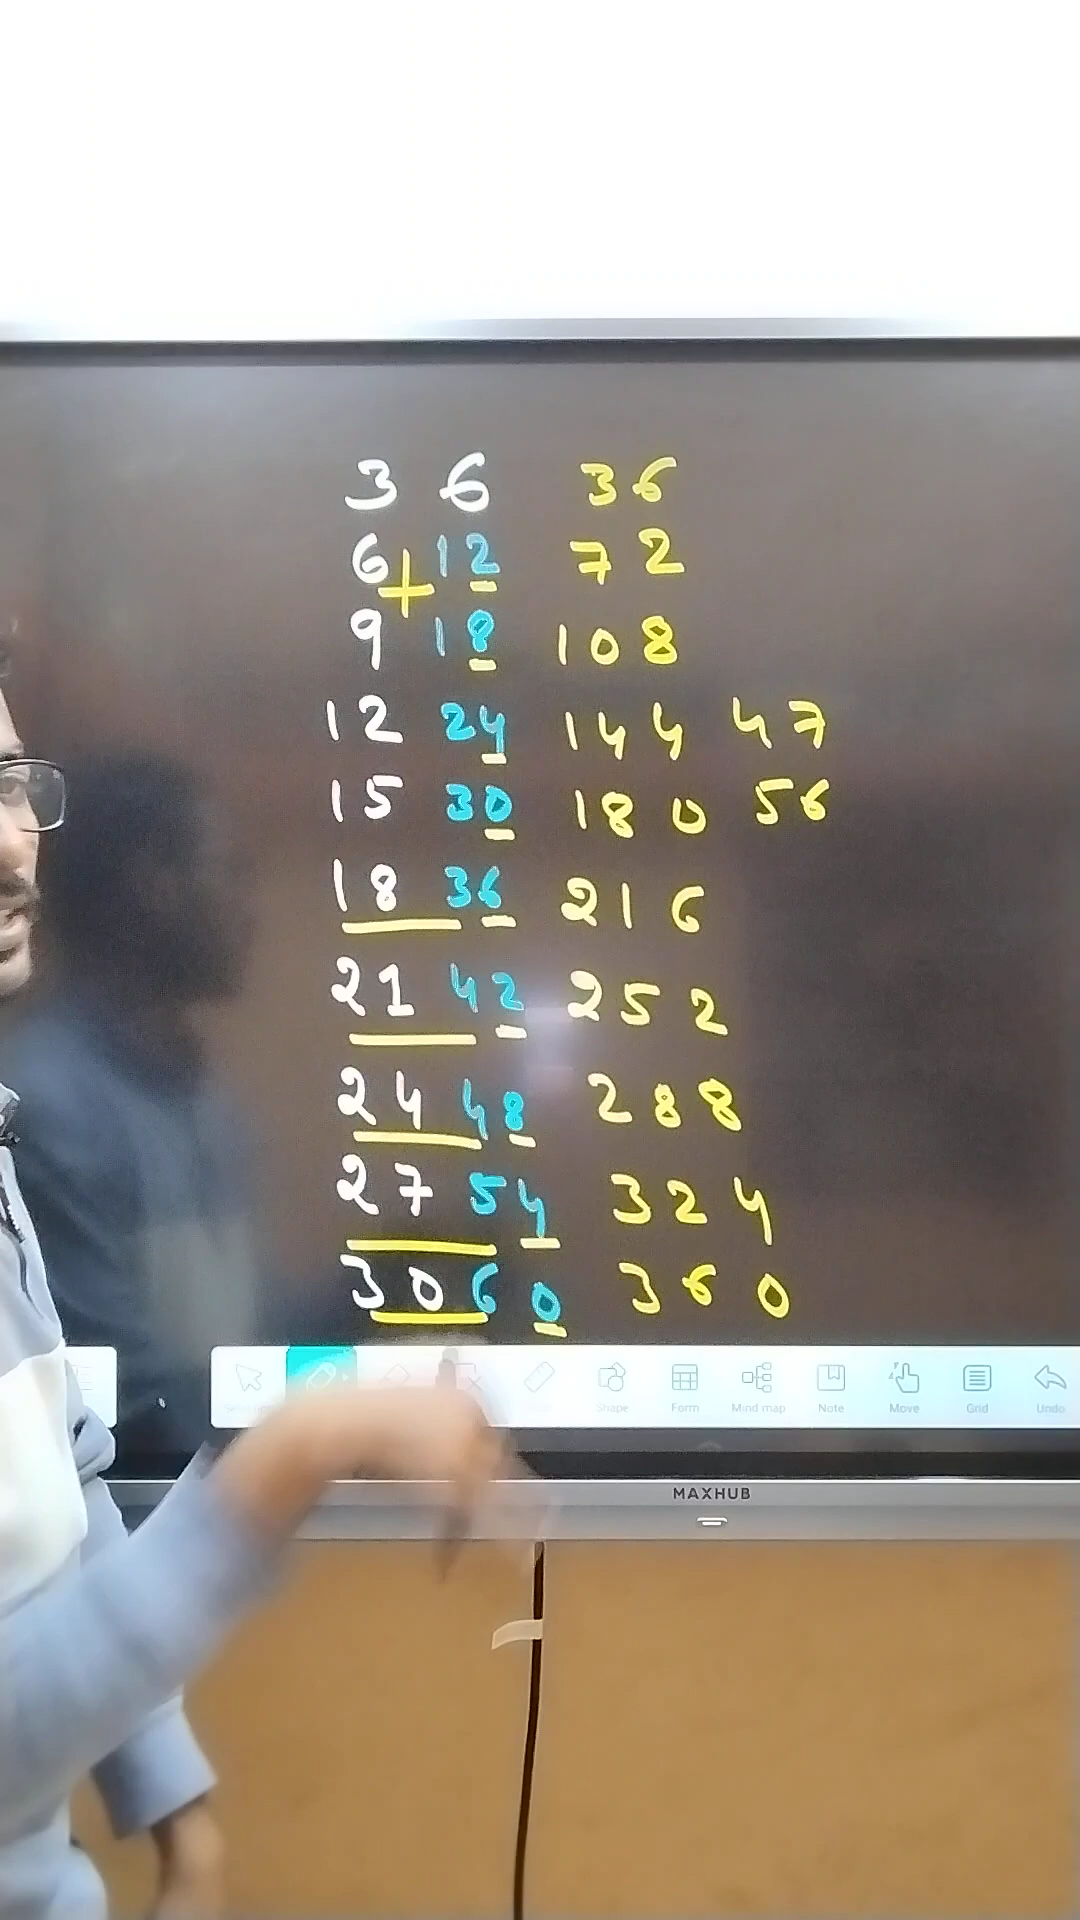 3 6 36
6 + 12 72
9 18 108
12 24 144 47
15 30 180 56
18 36 216
21 42 252
24 48 288
27 54 324
30 60 360
Shape Form Mind map Note Move Grid Undo
MAXHUB